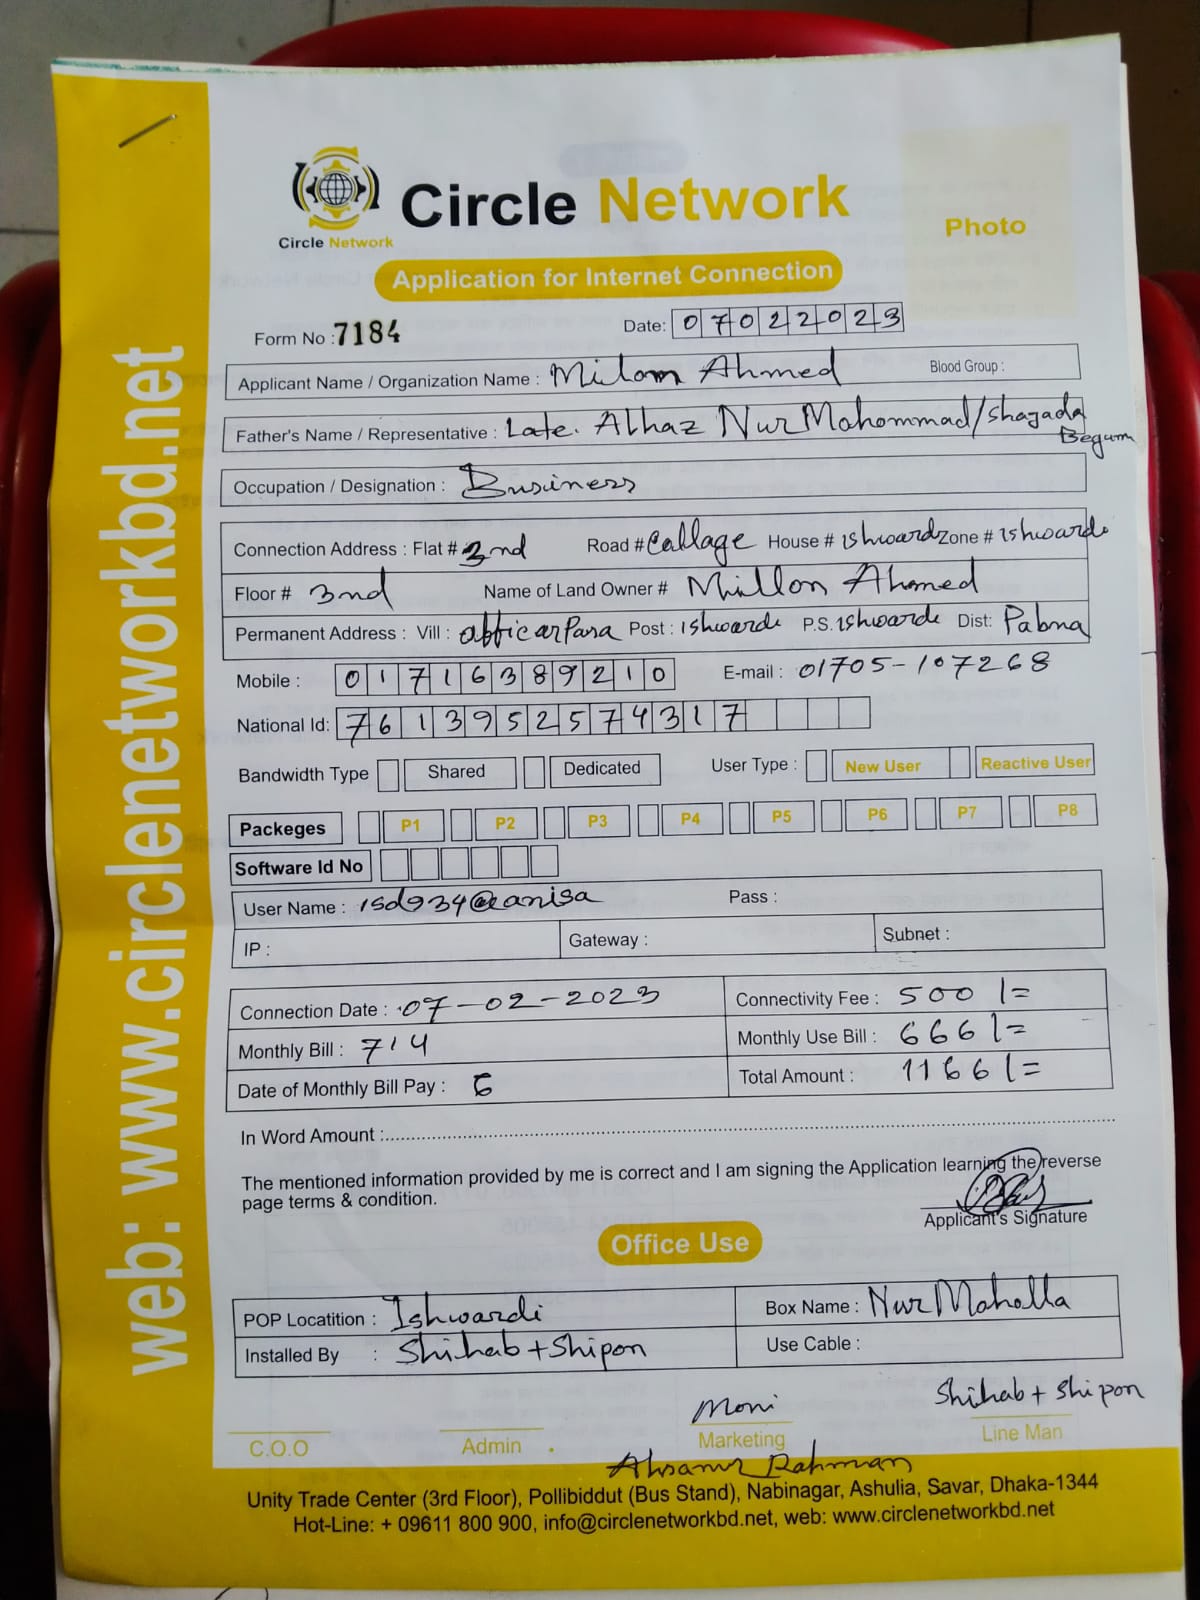 web: www.circlenetworkbd.net
Circle Network
Circle Network
Photo
Application for Internet Connection
Form No :7184 Date: 07022023
Applicant Name / Organization Name : Milom Ahmed Blood Group :
Father's Name / Representative : Late. Alhaz Nur Mohommad/Shazada Begum
Occupation / Designation : Business
Connection Address : Flat # 3nd Road # Callage House # ishwardi Zone # ishwardi
Floor # 3nd Name of Land Owner # Millon Ahmed
Permanent Address : Vill : Post : ishwardi P.S. ishwardi Dist: Pabna
Mobile : 01716389210 E-mail : 01705-107268
National Id: 7613952574317
Bandwidth Type Shared Dedicated User Type : New User Reactive User
Packeges P1 P2 P3 P4 P5 P6 P7 P8
Software Id No
User Name : isd934@anisa Pass :
IP : Gateway : Subnet :
Connection Date : 07-02-2023 Connectivity Fee : 500/=
Monthly Bill : 714 Monthly Use Bill : 666/=
Date of Monthly Bill Pay : 6 Total Amount : 1166/=
In Word Amount :
The mentioned information provided by me is correct and I am signing the Application learning the reverse
page terms & condition.
Applicant's Signature
Office Use
POP Locatition : Ishwardi Box Name : Nur Moholla
Installed By : Shihab + Shipon Use Cable :
Moni Shihab + Shipon
C.O.O Admin Marketing Line Man
Rahman
Unity Trade Center (3rd Floor), Pollibiddut (Bus Stand), Nabinagar, Ashulia, Savar, Dhaka-1344
Hot-Line: + 09611 800 900, info@circlenetworkbd.net, web: www.circlenetworkbd.net